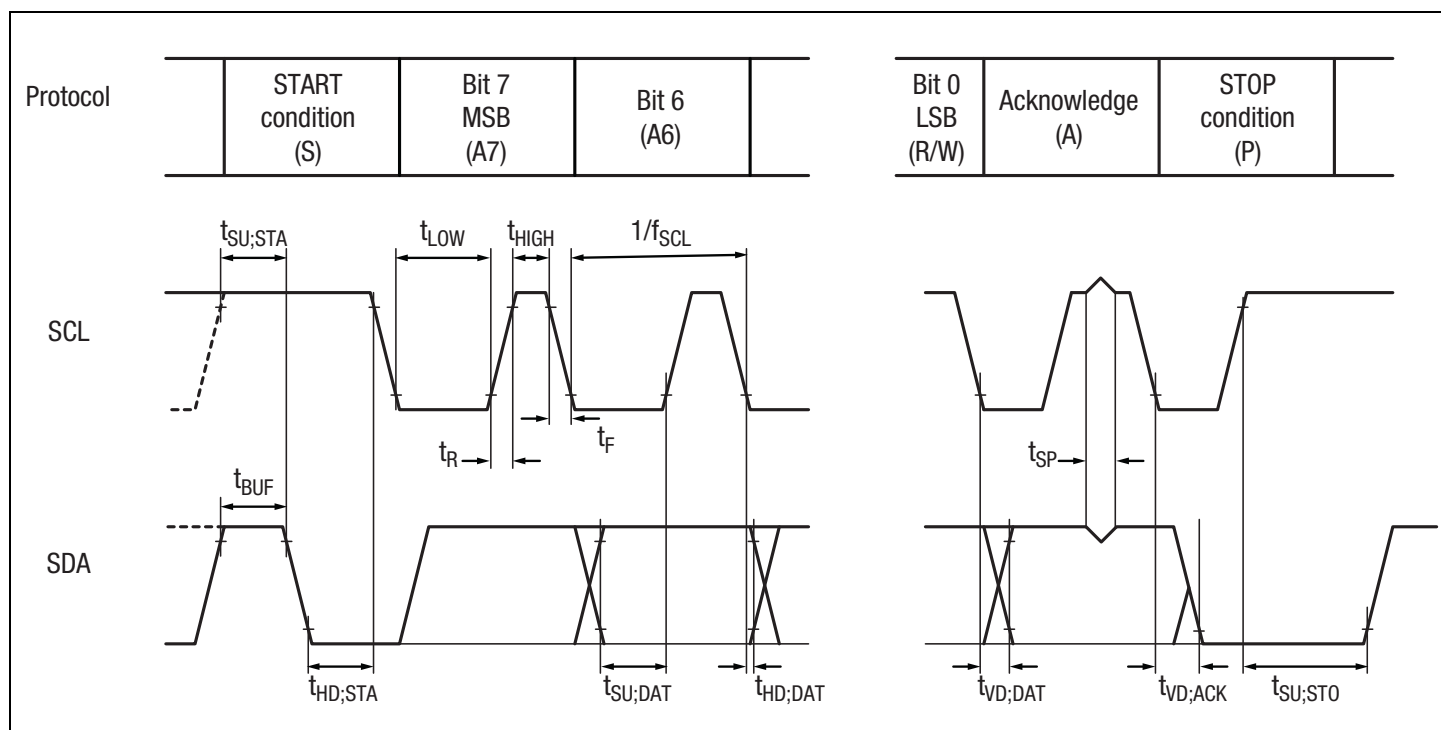 Protocol
START
condition
(S)
Bit 7
MSB
(A7)
Bit 6
(A6)
Bit 0
LSB
(R/W)
Acknowledge
(A)
STOP
condition
(P)
tSU;STA
tLOW
tHIGH
1/fSCL
SCL
tR
tF
tSP
tBUF
SDA
tHD;STA
tSU;DAT
tHD;DAT
tVD;DAT
tVD;ACK
tSU;STO